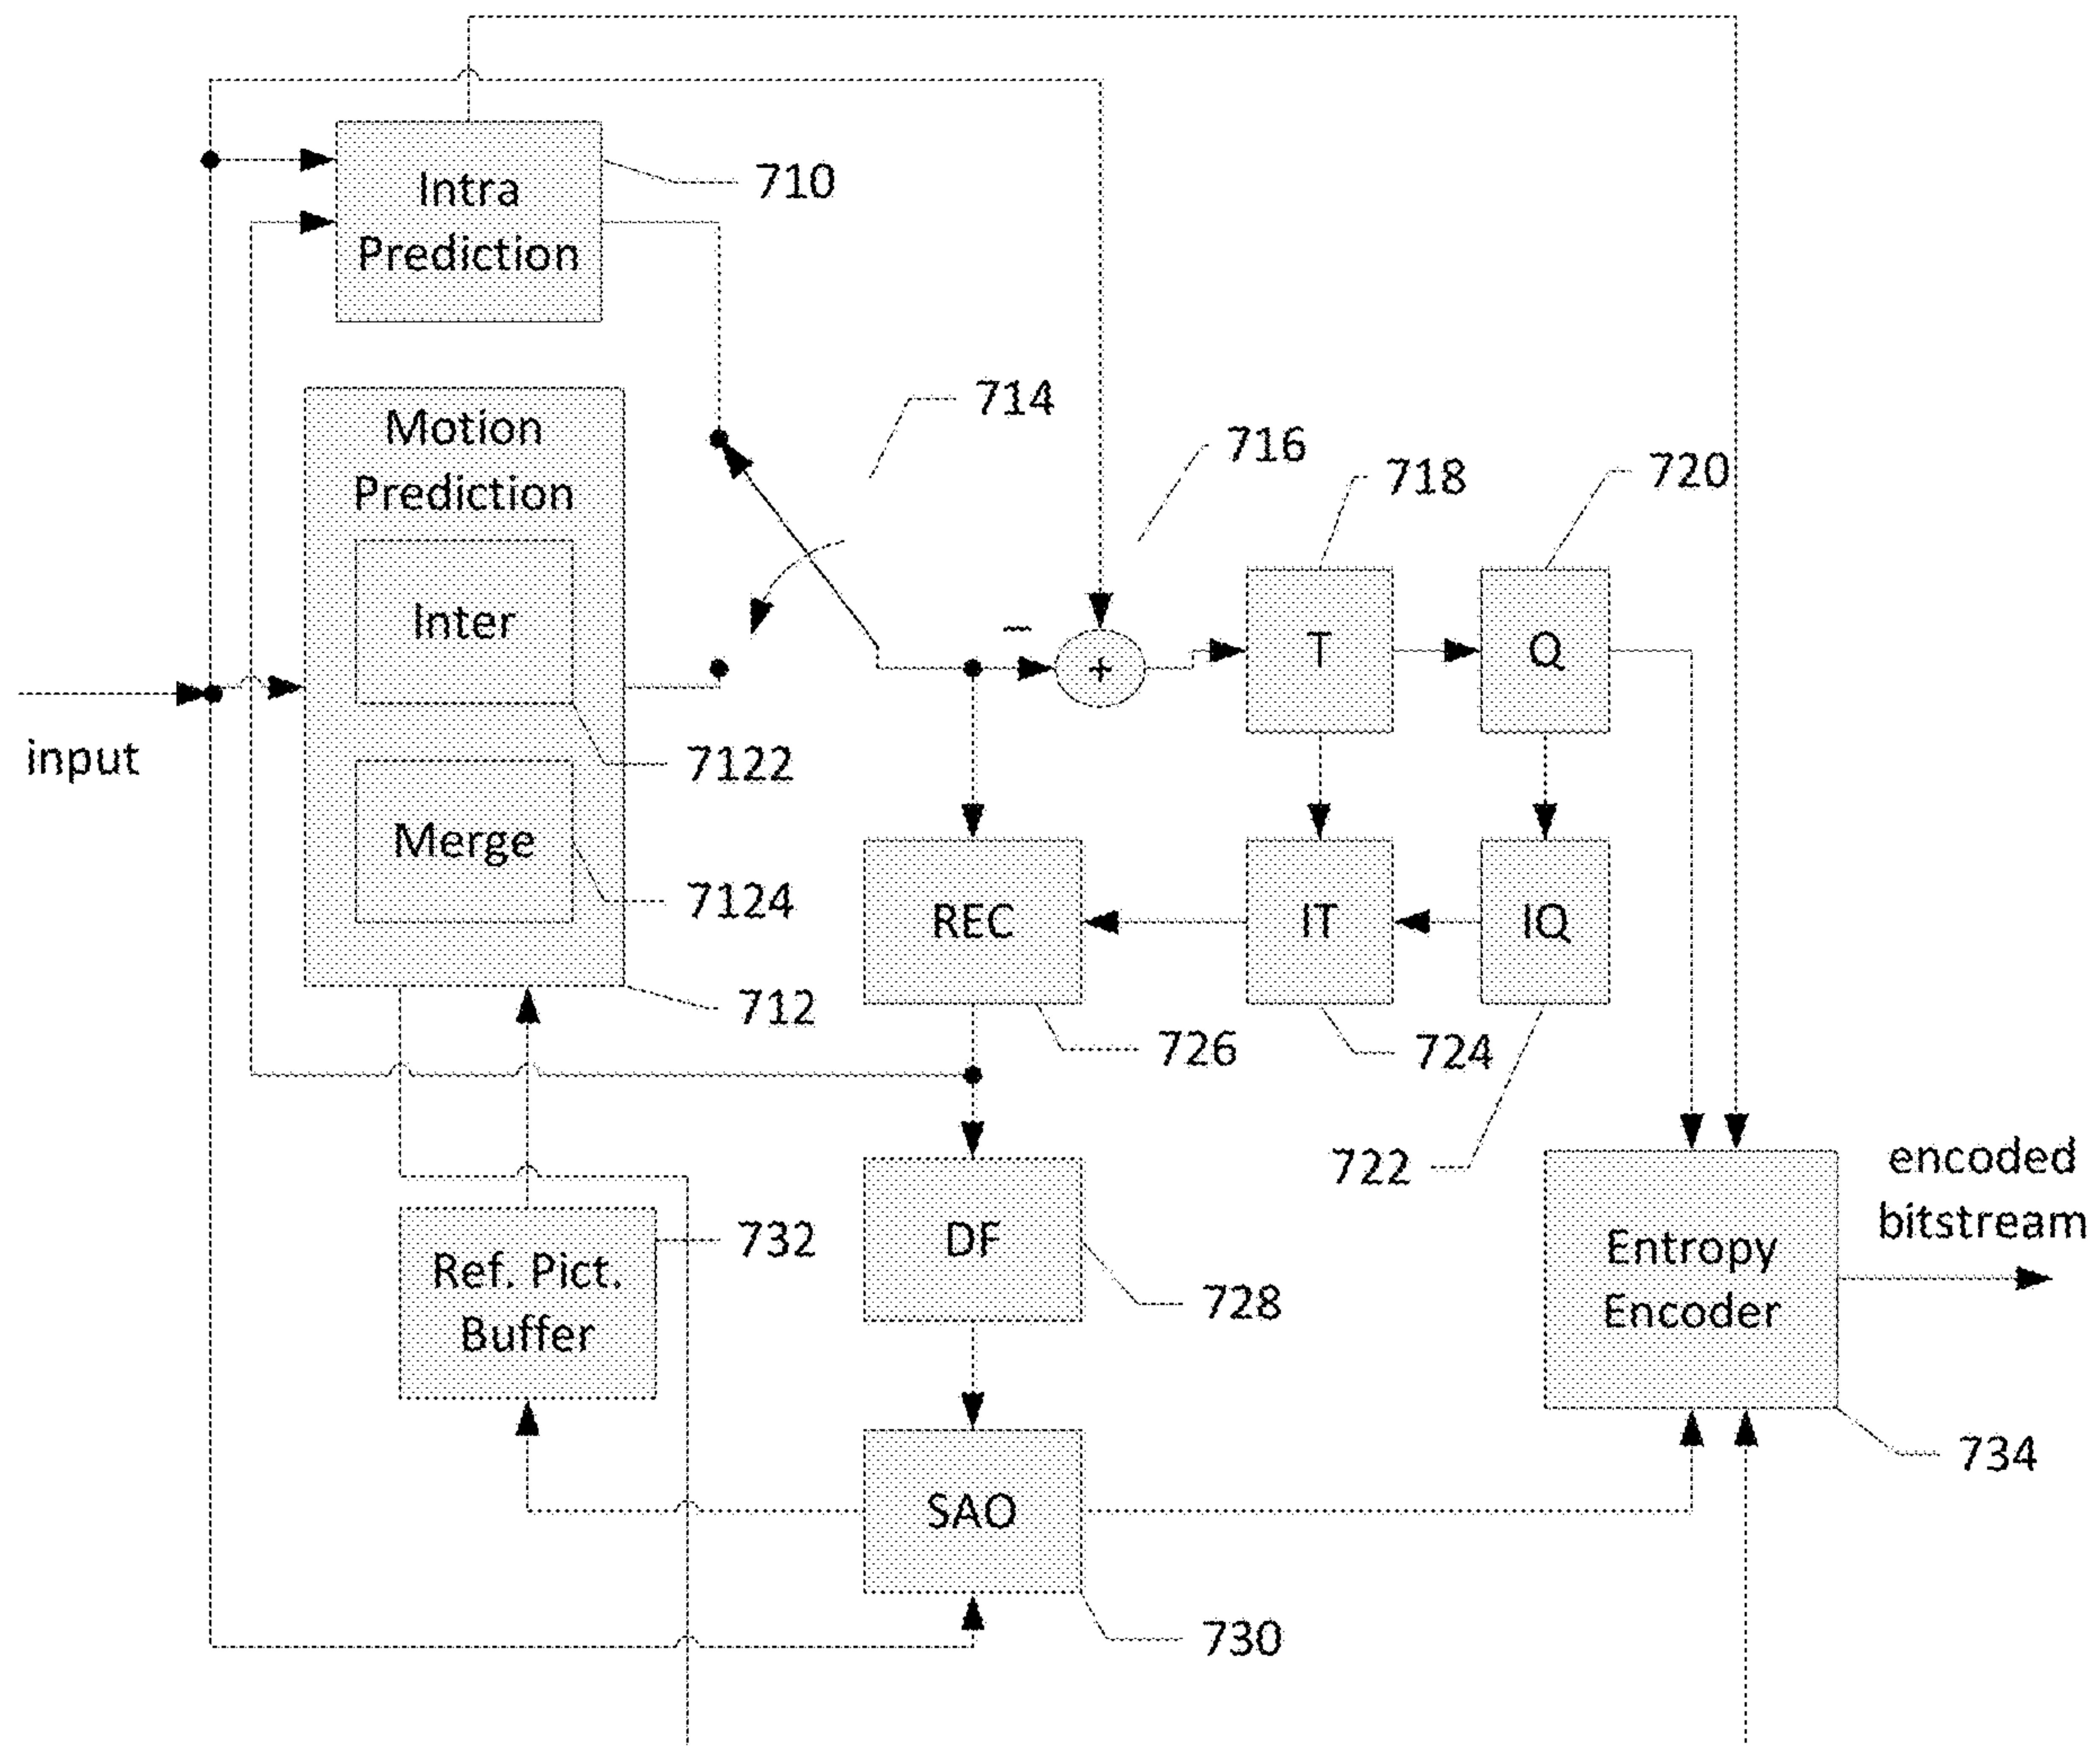 710
Intra
Prediction
714
Motion
Prediction
716
718
720
Inter
–
+
T
Q
input
7122
Merge
7124
REC
IT
IQ
712
726
724
722
encoded
bitstream
732
Ref. Pict.
Buffer
DF
728
Entropy
Encoder
734
SAO
730